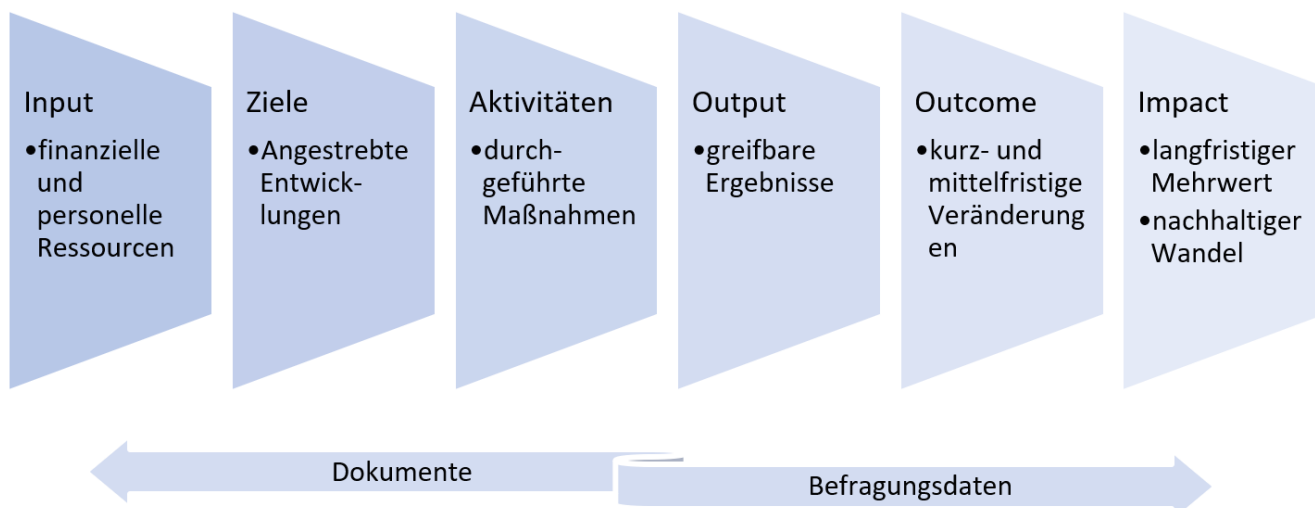 Input
•finanzielle
und
personelle
Ressourcen
Ziele
•Angestrebte
Entwick-
lungen
Aktivitäten
•durch-
geführte
Maßnahmen
Output
•greifbare
Ergebnisse
Outcome
•kurz- und
mittelfristige
Veränderung
en
Impact
•langfristiger
Mehrwert
•nachhaltiger
Wandel
Dokumente
Befragungsdaten